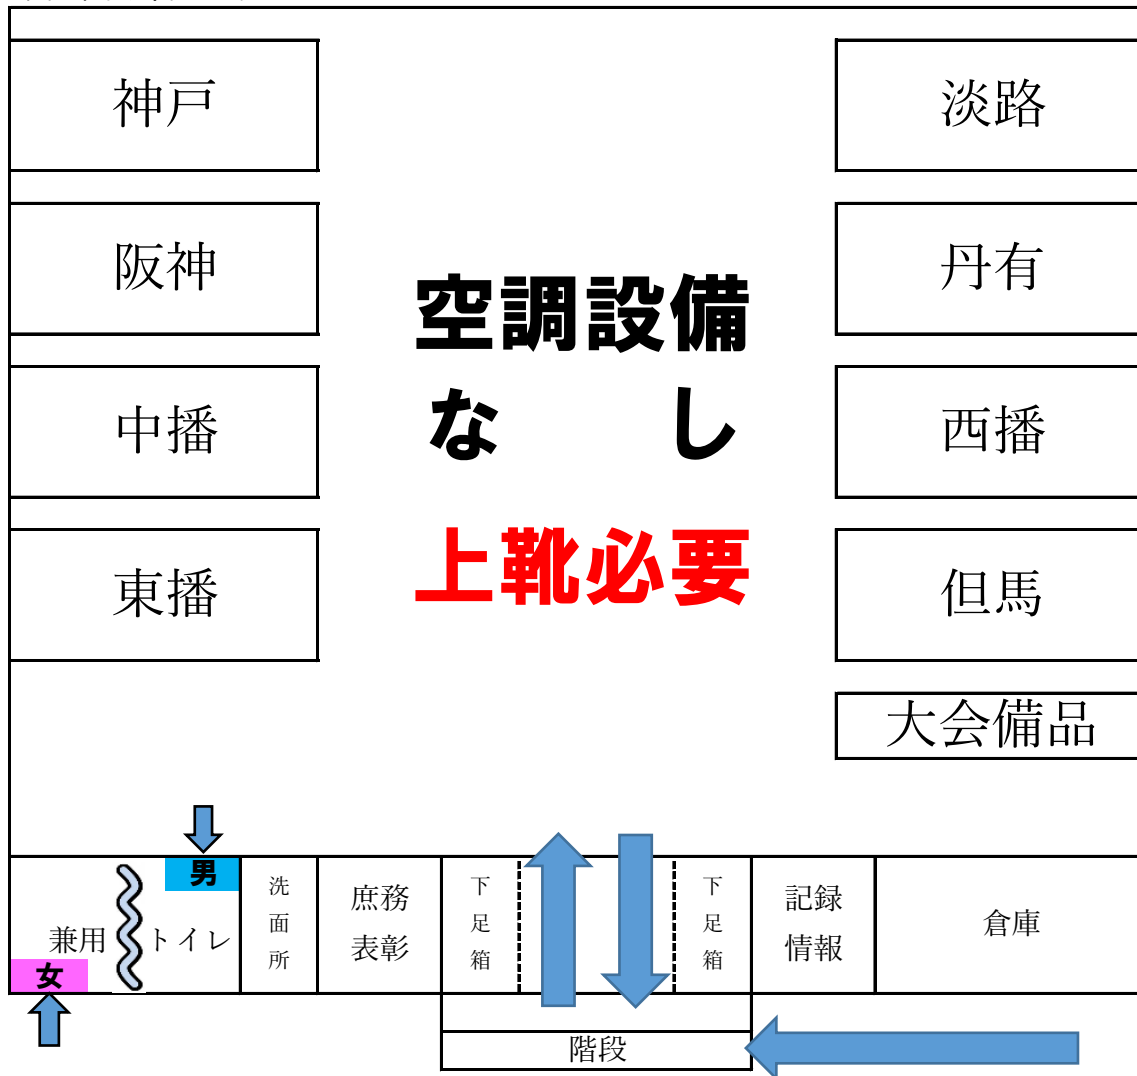 神戸
淡路
阪神
丹有
空調設備
なし
中播
西播
上靴必要
東播
但馬
大会備品
男
兼用
トイレ
女
洗面所
庶務
表彰
下足箱
下足箱
記録
情報
倉庫
階段